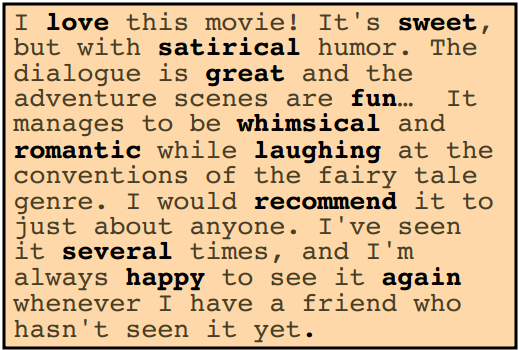 I love this movie! It's sweet,
but with satirical humor. The
dialogue is great and the
adventure scenes are fun… It
manages to be whimsical and
romantic while laughing at the
conventions of the fairy tale
genre. I would recommend it to
just about anyone. I've seen
it several times, and I'm
always happy to see it again
whenever I have a friend who
hasn't seen it yet.